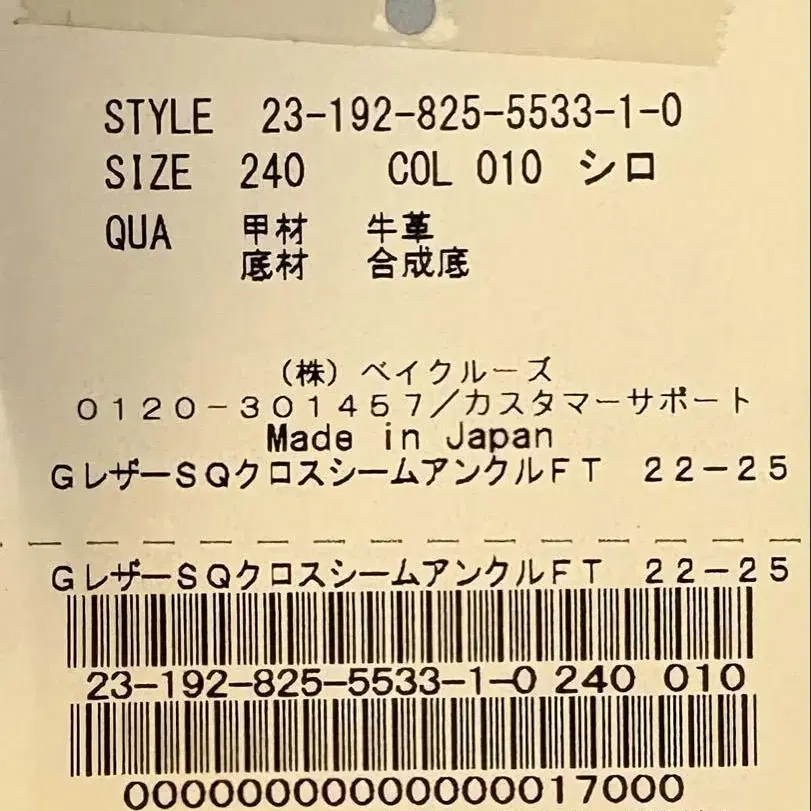 STYLE 23-192-825-5533-1-0
SIZE 240 COL 010 シロ
QUA 甲材 牛革
底材 合成底
(株) ベイクルーズ
0120-301457/カスタマーサポート
Made in Japan
GレザーSQクロスシームアンクルFT 22-25
GレザーSQクロスシームアンクルFT 22-25
23-192-825-5533-1-0 240 010
00000000000000017000